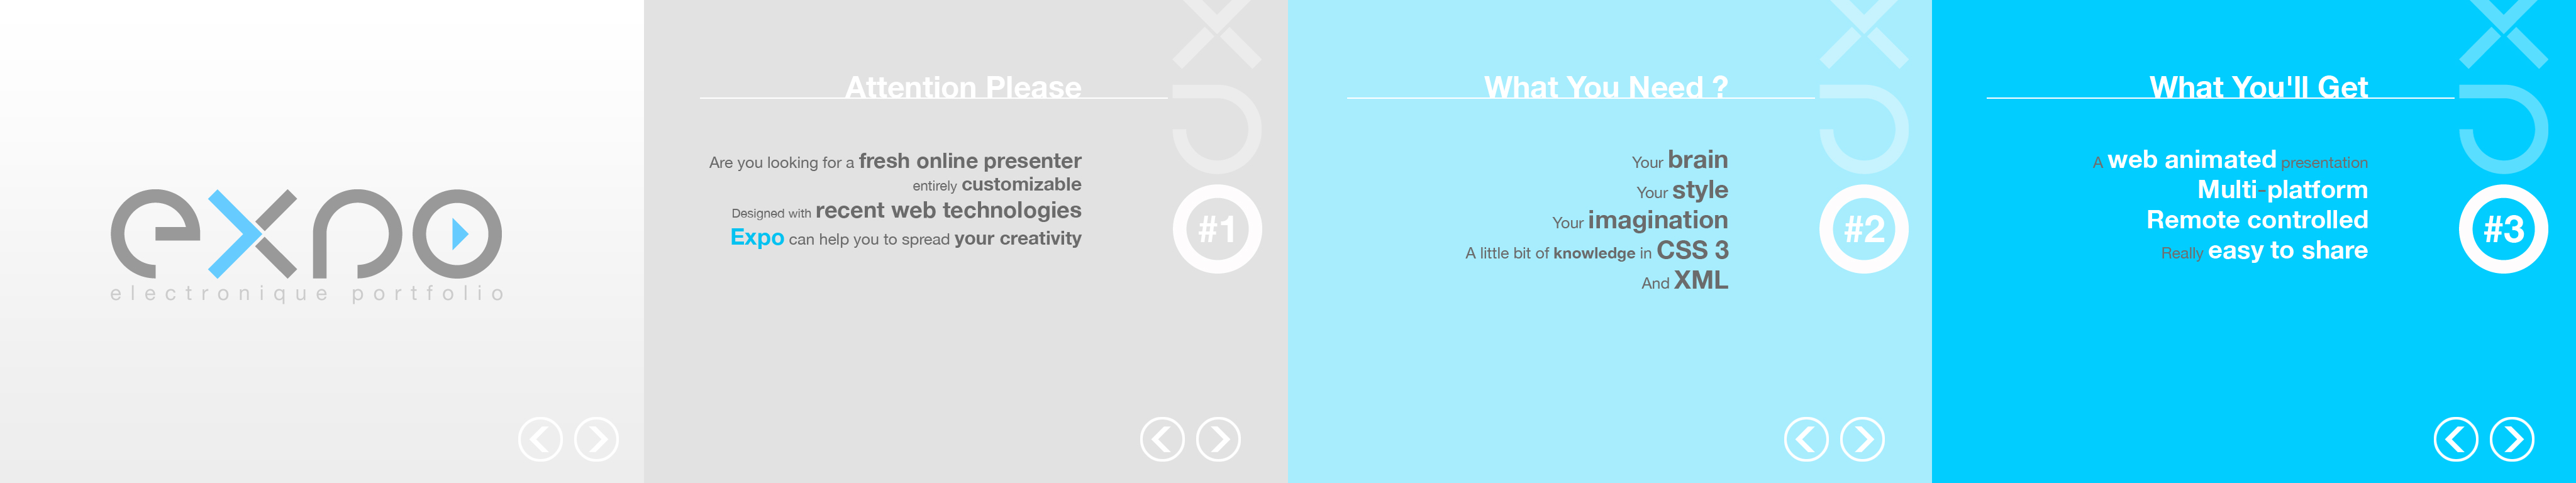 expo
electronique portfolio
Attention Please
Are you looking for a fresh online presenter
entirely customizable
Designed with recent web technologies
Expo can help you to spread your creativity
#1
What You Need ?
Your brain
Your style
Your imagination
A little bit of knowledge in CSS 3
And XML
#2
What You'll Get
A web animated presentation
Multi-platform
Remote controlled
Really easy to share
#3